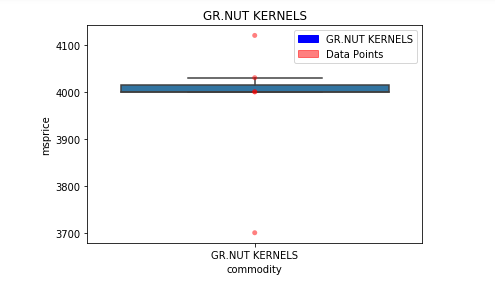 GR.NUT KERNELS
GR.NUT KERNELS
Data Points
4100
4000
3900
3800
3700
msprice
GR.NUT KERNELS
commodity